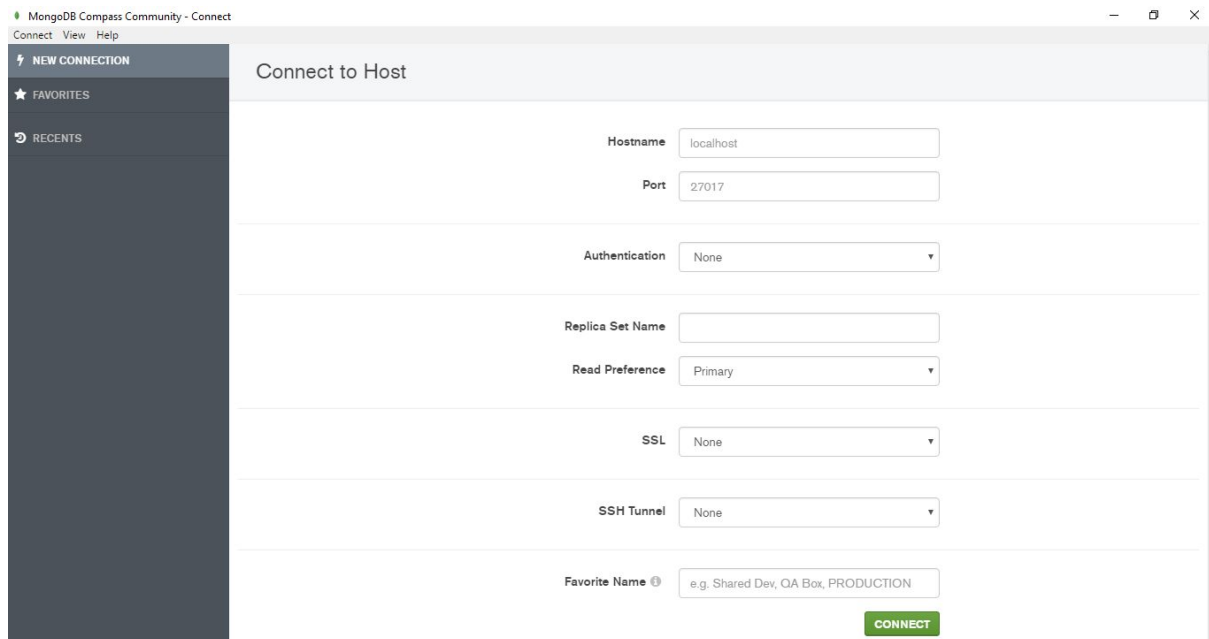 MongoDB Compass Community - Connect
Connect View Help
NEW CONNECTION
FAVORITES
RECENTS
Connect to Host
Hostname localhost
Port 27017
Authentication None
Replica Set Name
Read Preference Primary
SSL None
SSH Tunnel None
Favorite Name e.g. Shared Dev, QA Box, PRODUCTION
CONNECT